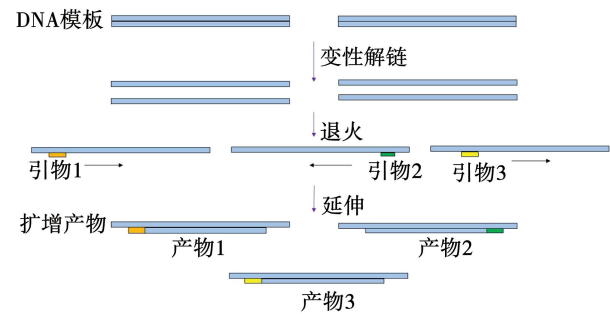 DNA模板
变性解链
退火
引物1
引物2
引物3
延伸
扩增产物
产物1
产物2
产物3